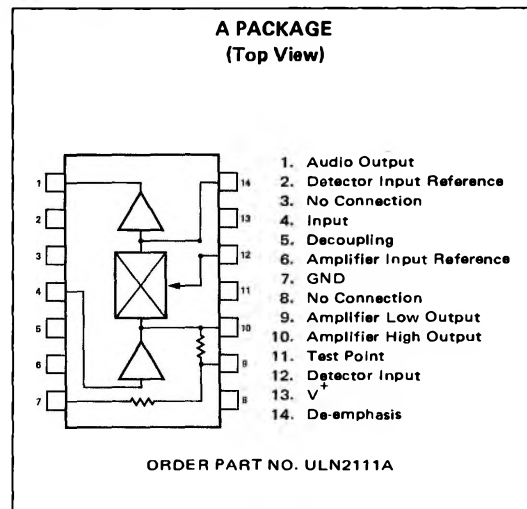 A PACKAGE
(Top View)
1
2
3
4
5
6
7
14
13
12
11
10
9
8
1. Audio Output
2. Detector Input Reference
3. No Connection
4. Input
5. Decoupling
6. Amplifier Input Reference
7. GND
8. No Connection
9. Amplifier Low Output
10. Amplifier High Output
11. Test Point
12. Detector Input
13. V+
14. De-emphasis
ORDER PART NO. ULN2111A